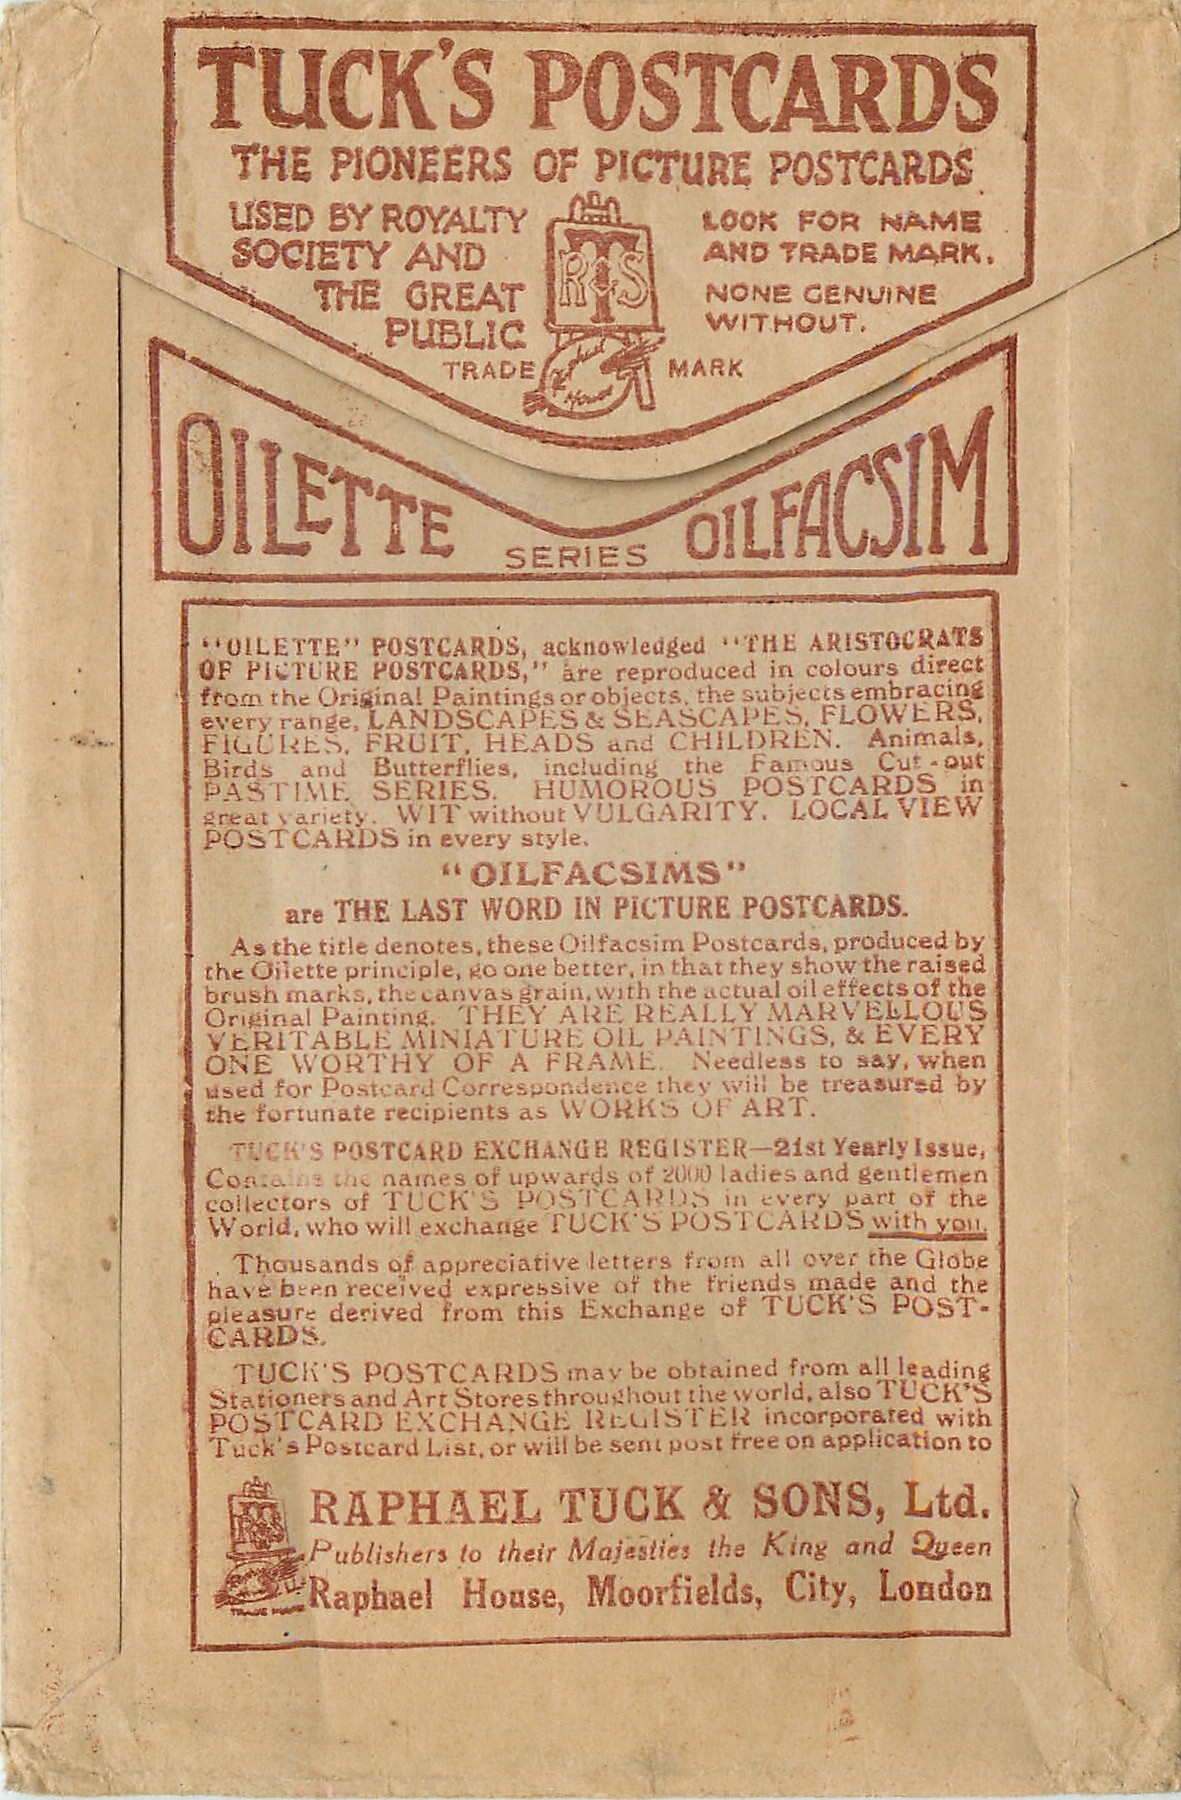 TUCK'S POSTCARDS
THE PIONEERS OF PICTURE POSTCARDS
USED BY ROYALTY
SOCIETY AND
THE GREAT
PUBLIC
RTS
LOOK FOR NAME
AND TRADE MARK.
NONE GENUINE
WITHOUT.
TRADE MARK
Raphael
House
OILETTE SERIES OILFACSIM
"OILETTE" POSTCARDS, acknowledged "THE ARISTOCRATS
OF PICTURE POSTCARDS," are reproduced in colours direct
from the Original Paintings or objects, the subjects embracing
every range, LANDSCAPES & SEASCAPES, FLOWERS,
FIGURES, FRUIT, HEADS and CHILDREN. Animals,
Birds and Butterflies, including the Famous Cut-out
PASTIME SERIES. HUMOROUS POSTCARDS in
great variety. WIT without VULGARITY. LOCAL VIEW
POSTCARDS in every style.
"OILFACSIMS"
are THE LAST WORD IN PICTURE POSTCARDS.
As the title denotes, these Oilfacsim Postcards, produced by
the Oilette principle, go one better, in that they show the raised
brush marks, the canvas grain, with the actual oil effects of the
Original Painting. THEY ARE REALLY MARVELLOUS
VERITABLE MINIATURE OIL PAINTINGS, & EVERY
ONE WORTHY OF A FRAME. Needless to say, when
used for Postcard Correspondence they will be treasured by
the fortunate recipients as WORKS OF ART.
TUCK'S POSTCARD EXCHANGE REGISTER—21st Yearly Issue,
Contains the names of upwards of 2000 ladies and gentlemen
collectors of TUCK'S POSTCARDS in every part of the
World, who will exchange TUCK'S POSTCARDS with you.
Thousands of appreciative letters from all over the Globe
have been received expressive of the friends made and the
pleasure derived from this Exchange of TUCK'S POST-
CARDS.
TUCK'S POSTCARDS may be obtained from all leading
Stationers and Art Stores throughout the world, also TUCK'S
POSTCARD EXCHANGE REGISTER incorporated with
Tuck's Postcard List, or will be sent post free on application to
RAPHAEL TUCK & SONS, Ltd.
Publishers to their Majesties the King and Queen
Raphael House, Moorfields, City, London
TRADE MARK